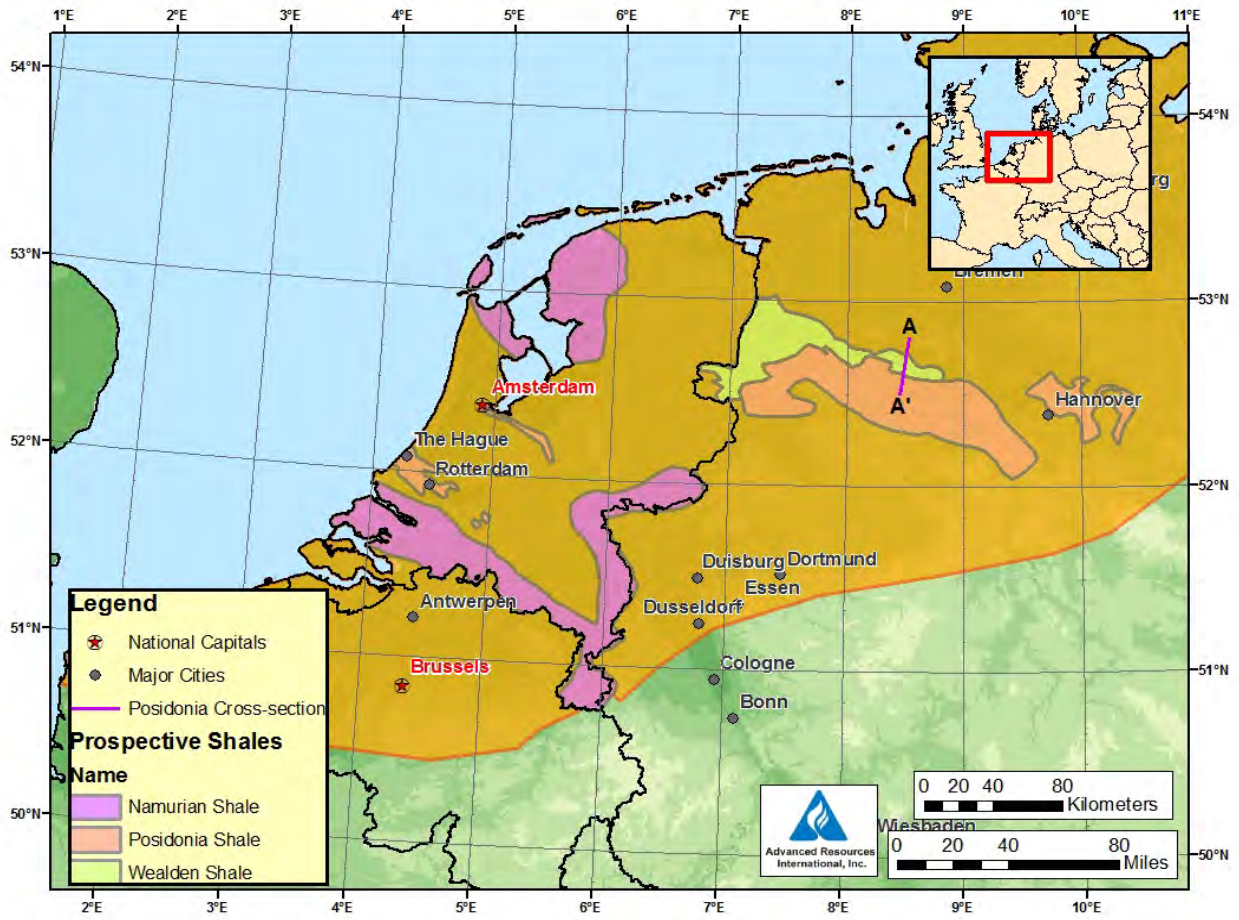 1°E 2°E 3°E 4°E 5°E 6°E 7°E 8°E 9°E 10°E 11°E
54°N
54°N
rg
53°N
Bremen
53°N
A
Amsterdam
A'
Hannover
52°N
The Hague
Rotterdam
52°N
Duisburg
Dortmund
Essen
Dusseldorf
Antwerpen
51°N
Cologne
51°N
Brussels
Bonn
Legend
National Capitals
Major Cities
Posidonia Cross-section
Prospective Shales
Name
Namurian Shale
Posidonia Shale
Wealden Shale
50°N
Advanced Resources
International, Inc.
0 20 40 80
Kilometers
Wiesbaden
0 20 40 80
Miles
50°N
2°E 3°E 4°E 5°E 6°E 7°E 8°E 9°E 10°E